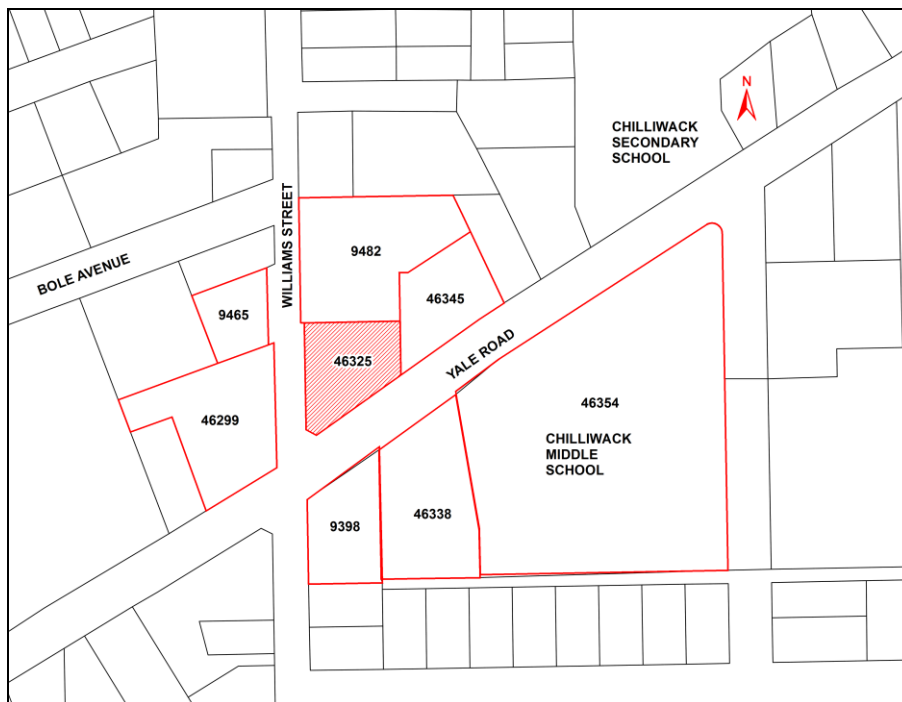 N
CHILLIWACK
SECONDARY
SCHOOL
WILLIAMS STREET
9482
BOLE AVENUE
46345
9465
46325
YALE ROAD
46299
46354
CHILLIWACK
MIDDLE
SCHOOL
9398
46338